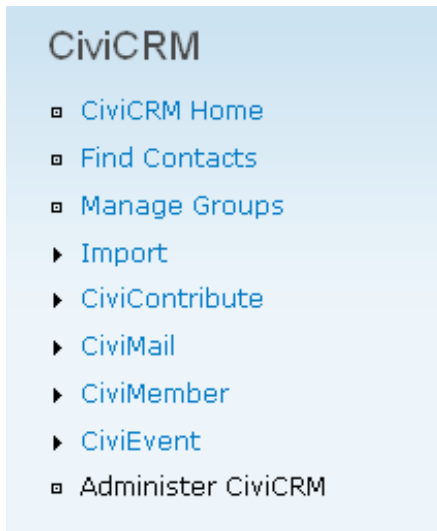 CiviCRM
CiviCRM Home
Find Contacts
Manage Groups
Import
CiviContribute
CiviMail
CiviMember
CiviEvent
Administer CiviCRM